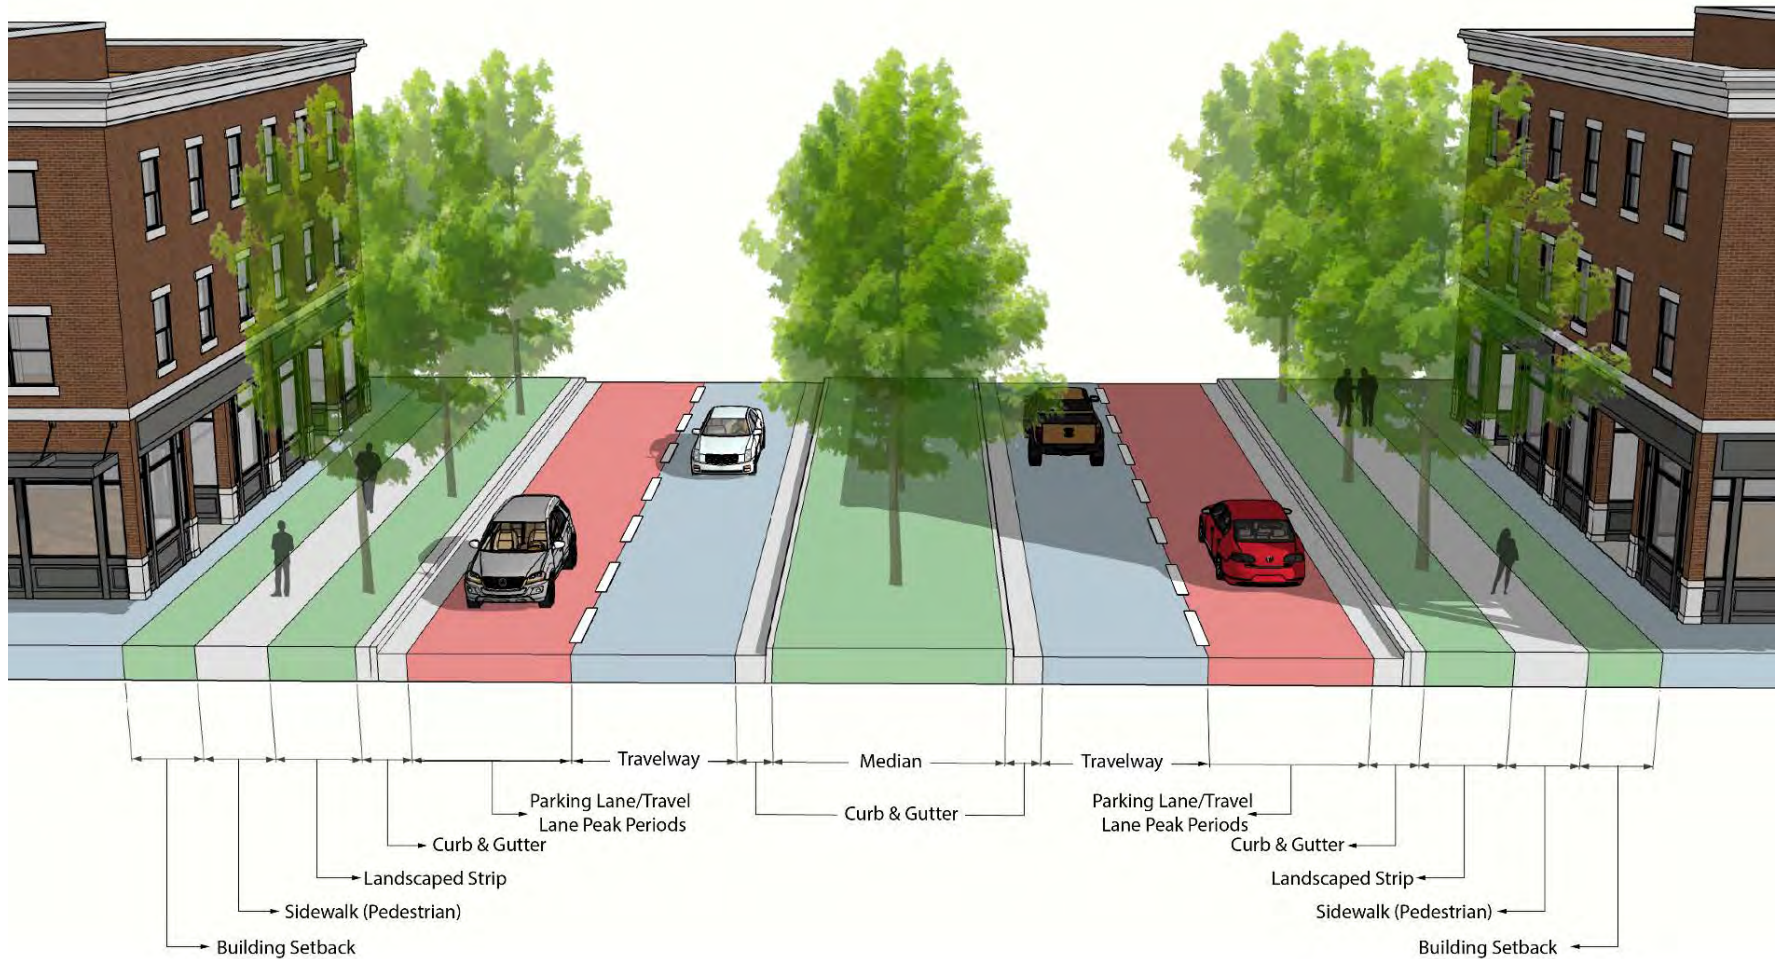 Travelway
Median
Travelway
Parking Lane/Travel
Lane Peak Periods
Curb & Gutter
Parking Lane/Travel
Lane Peak Periods
Curb & Gutter
Curb & Gutter
Landscaped Strip
Landscaped Strip
Sidewalk (Pedestrian)
Sidewalk (Pedestrian)
Building Setback
Building Setback